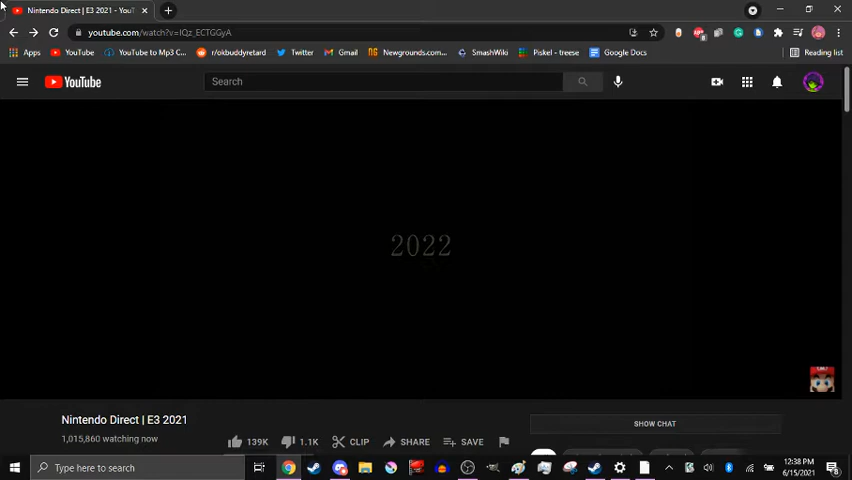 Nintendo Direct | E3 2021 - YouT
youtube.com/watch?v=IQz_ECTGGyA
Apps YouTube YouTube to Mp3 C... r/okbuddyretard Twitter Gmail Newgrounds.com... SmashWiki Piskel - treese Google Docs Reading list
YouTube Search
2022
Nintendo Direct | E3 2021
SHOW CHAT
1,015,860 watching now
139K 1.1K CLIP SHARE SAVE
Type here to search
12:38 PM
6/15/2021